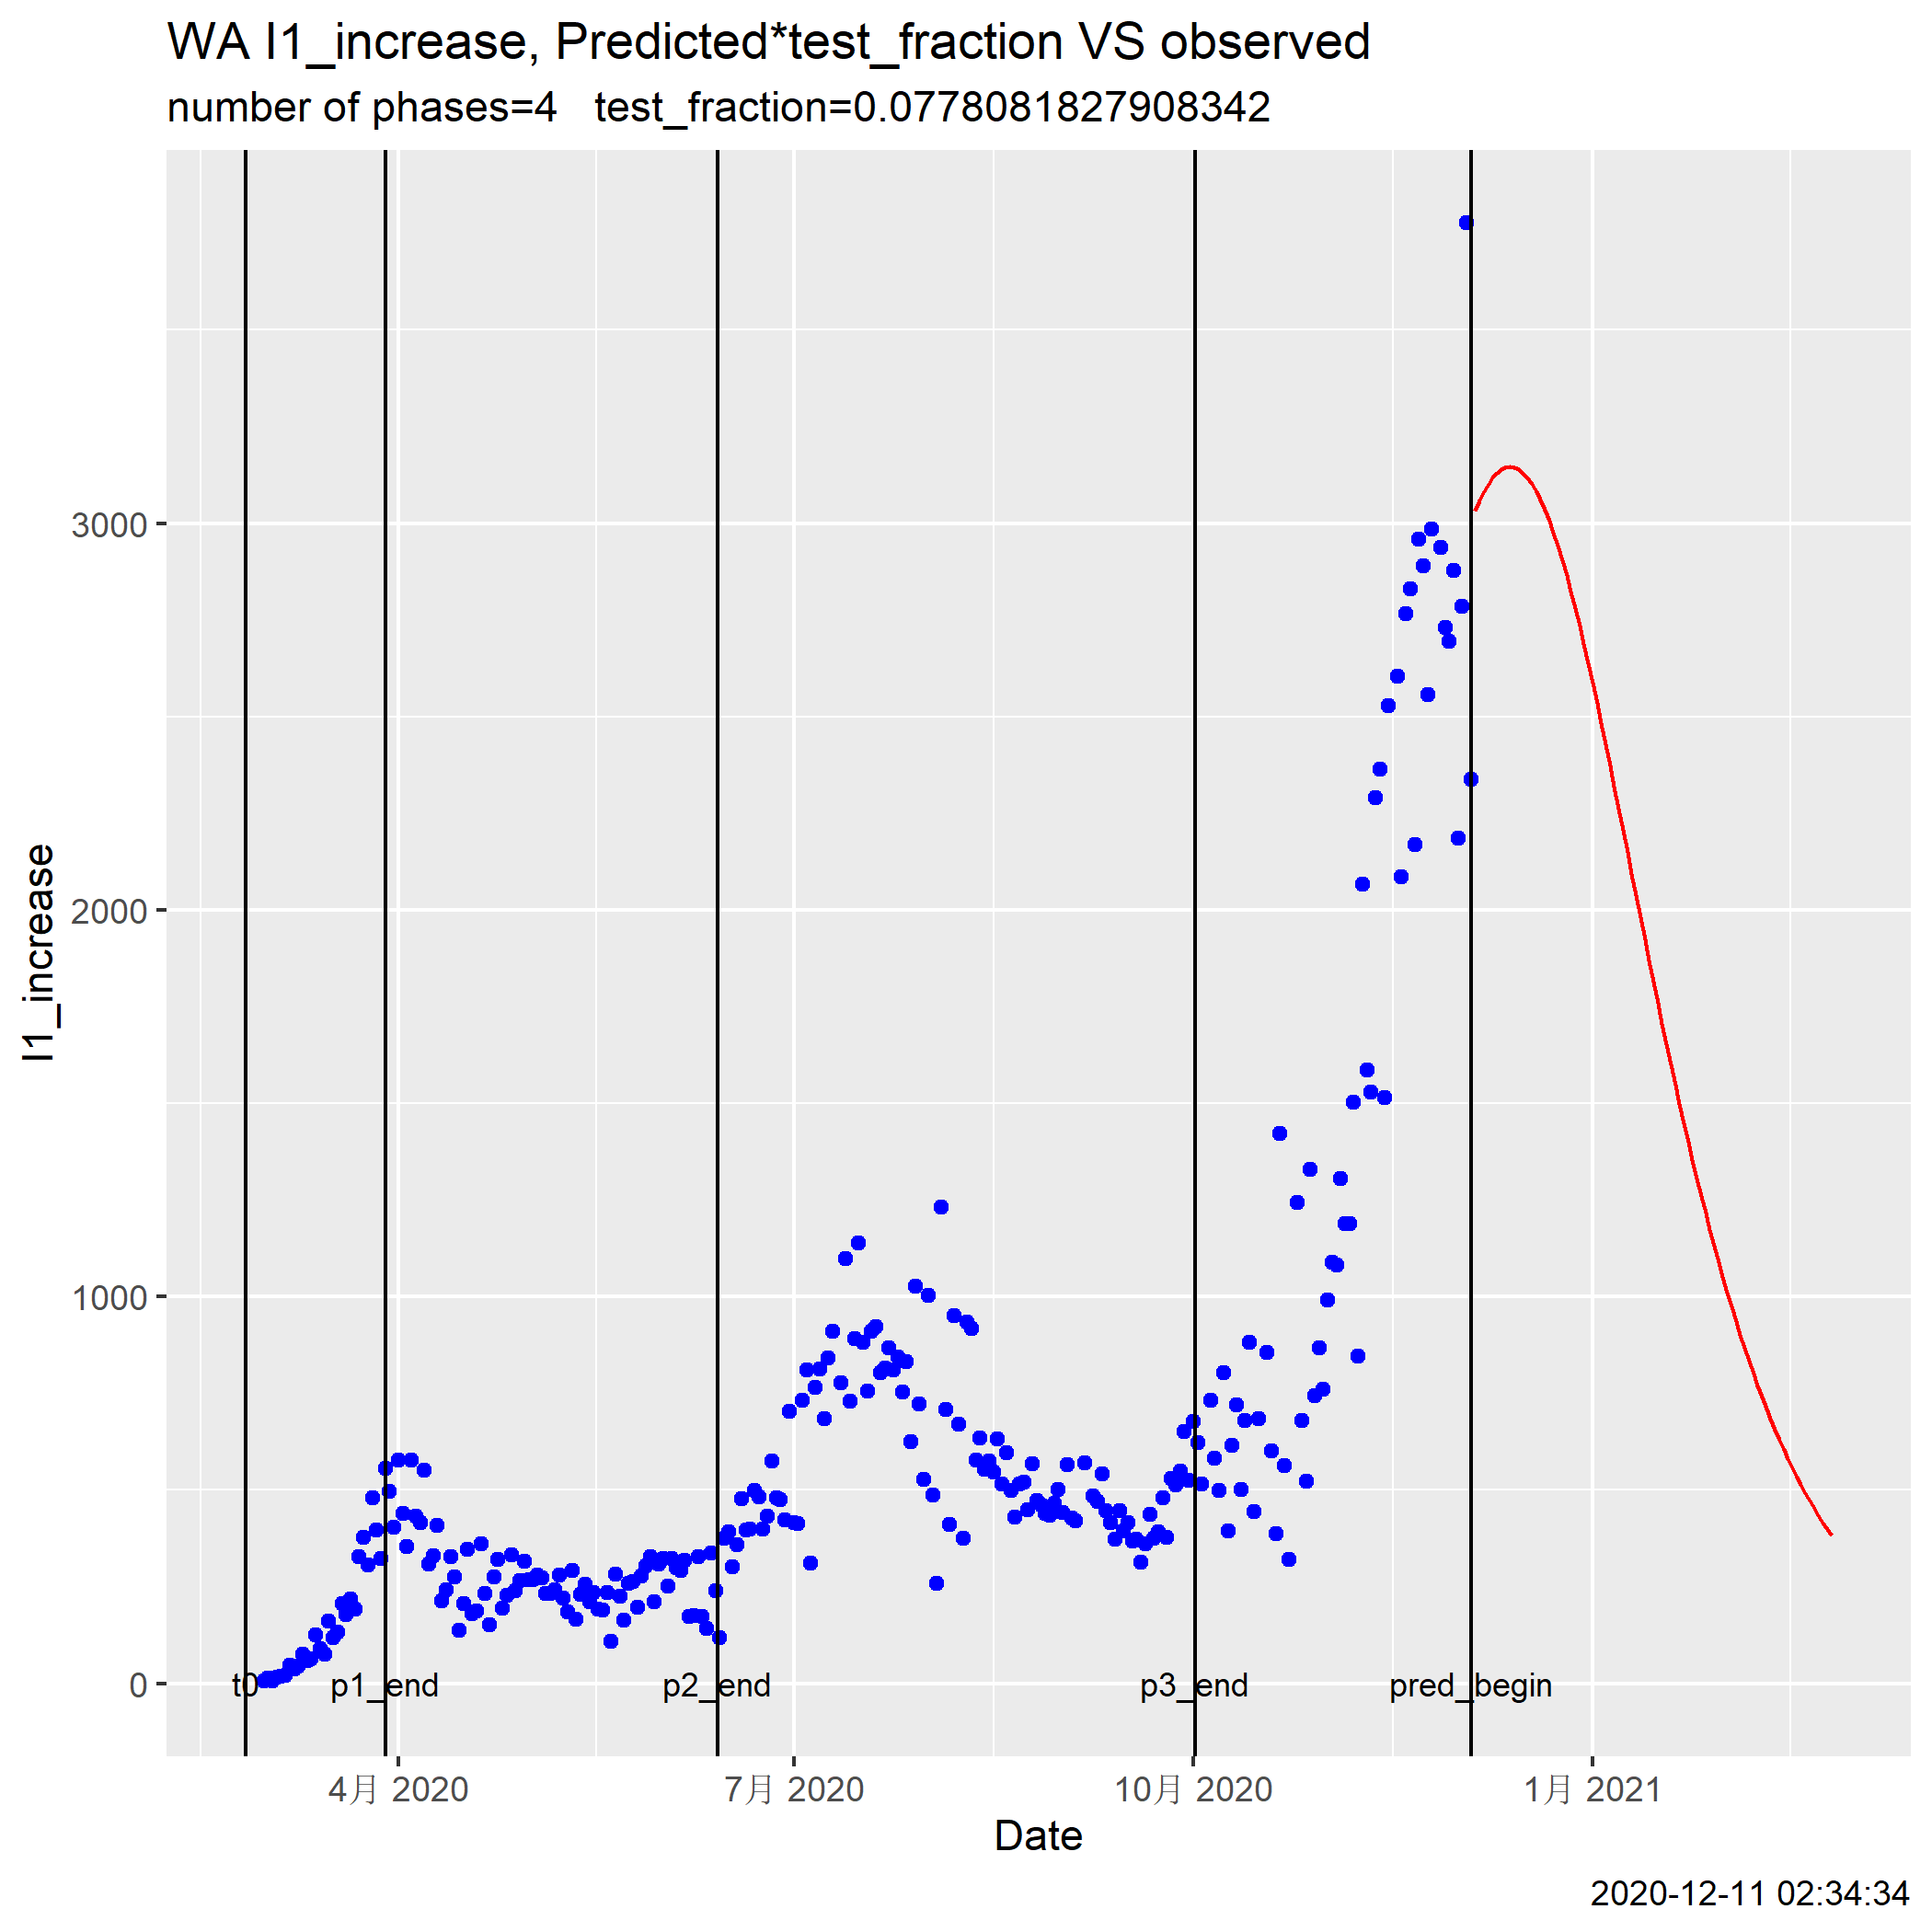 WA I1_increase, Predicted*test_fraction VS observed
number of phases=4 test_fraction=0.0778081827908342
I1_increase
3000
2000
1000
0
t0
p1_end
p2_end
p3_end
pred_begin
4月 2020
7月 2020
10月 2020
1月 2021
Date
2020-12-11 02:34:34